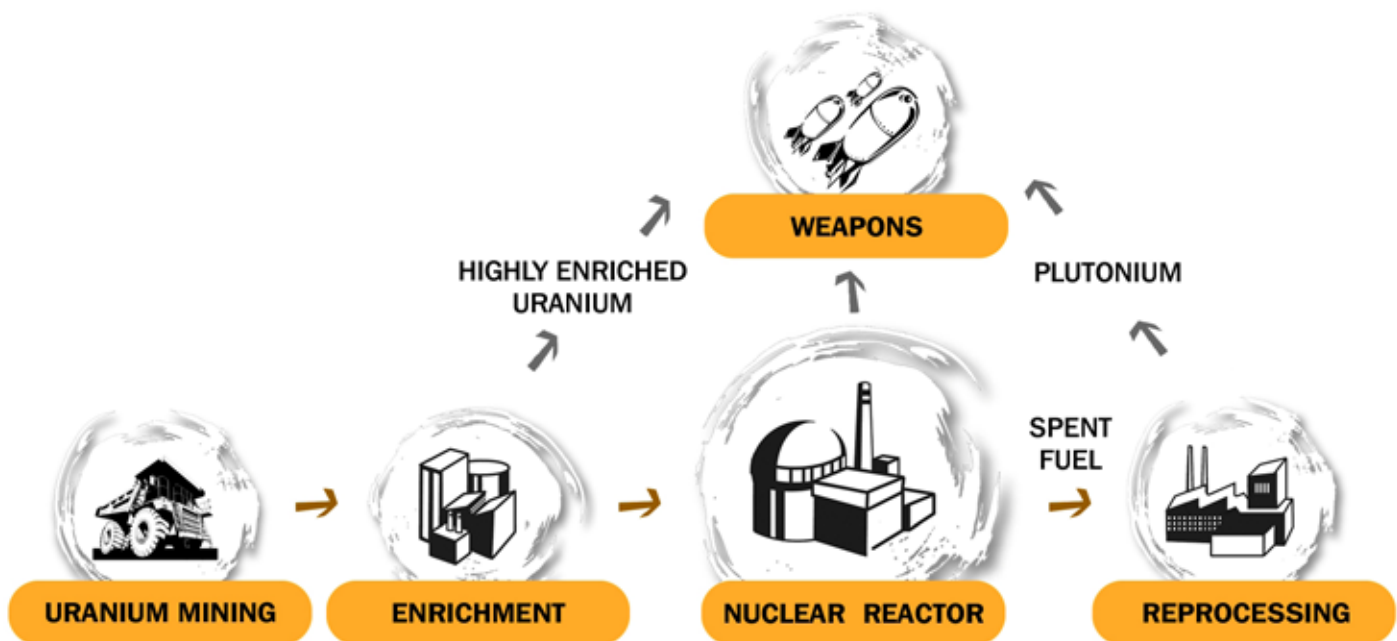 WEAPONS
HIGHLY ENRICHED
URANIUM
PLUTONIUM
SPENT
FUEL
URANIUM MINING
ENRICHMENT
NUCLEAR REACTOR
REPROCESSING